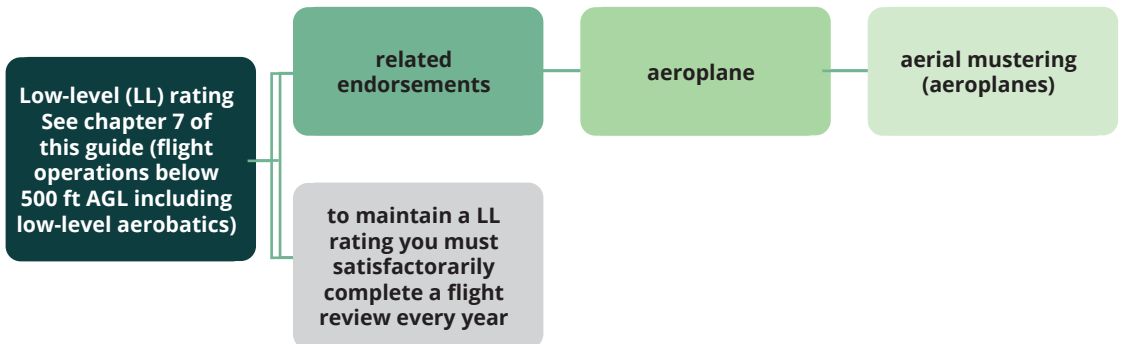 Low-level (LL) rating
See chapter 7 of
this guide (flight
operations below
500 ft AGL including
low-level aerobatics)
related
endorsements
aeroplane
aerial mustering
(aeroplanes)
to maintain a LL
rating you must
satisfactorarily
complete a flight
review every year